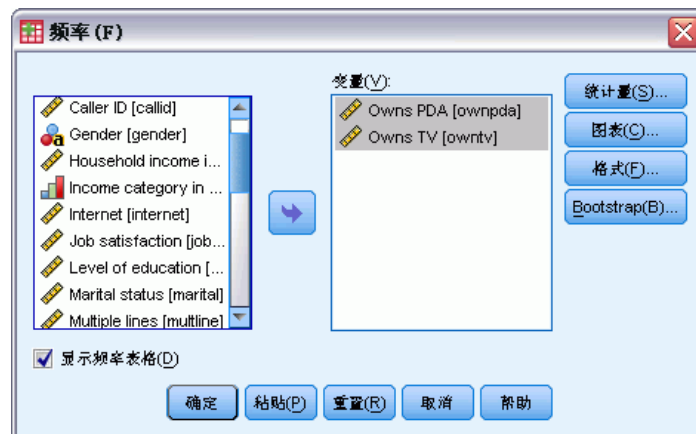 频率(F)
变量(V):
Caller ID [callid]
Gender [gender]
Household income i...
Income category in ...
Internet [internet]
Job satisfaction [job...
Level of education [...
Marital status [marital]
Multiple lines [multline]
Owns PDA [ownpda]
Owns TV [owntv]
统计量(S)...
图表(C)...
格式(F)...
Bootstrap(B)...
显示频率表格(D)
确定
粘贴(P)
重置(R)
取消
帮助